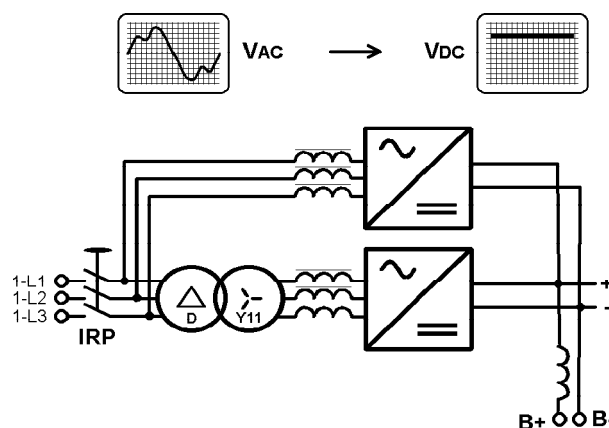 VAC VDC
1-L1
1-L2
1-L3
IRP
D
Y11
+
-
B+ B-